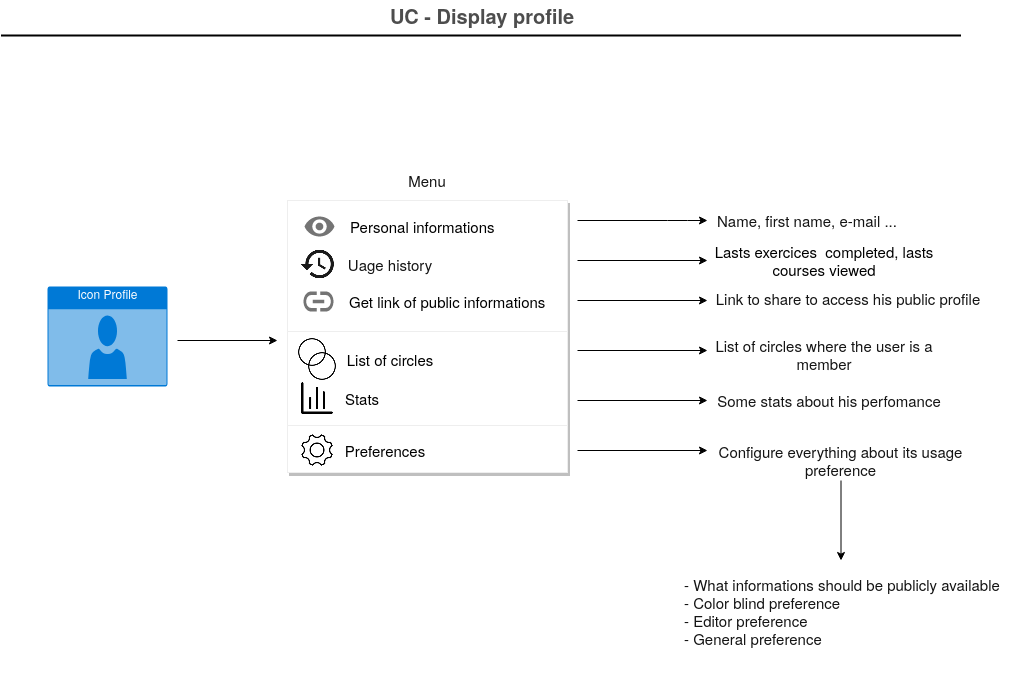 UC - Display profile
Menu
Personal informations
Name, first name, e-mail ...
Uage history
Lasts exercices  completed, lasts
courses viewed
Icon Profile
Get link of public informations
Link to share to access his public profile
List of circles
List of circles where the user is a
member
Stats
Some stats about his perfomance
Preferences
Configure everything about its usage
preference
- What informations should be publicly available
- Color blind preference
- Editor preference
- General preference